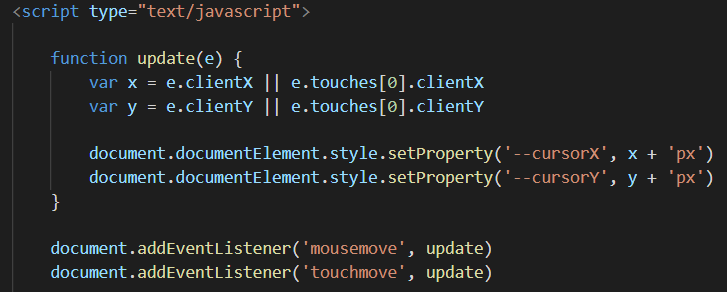 <script type="text/javascript">
function update(e) {
var x = e.clientX || e.touches[0].clientX
var y = e.clientY || e.touches[0].clientY
document.documentElement.style.setProperty('--cursorX', x + 'px')
document.documentElement.style.setProperty('--cursorY', y + 'px')
}
document.addEventListener('mousemove', update)
document.addEventListener('touchmove', update)